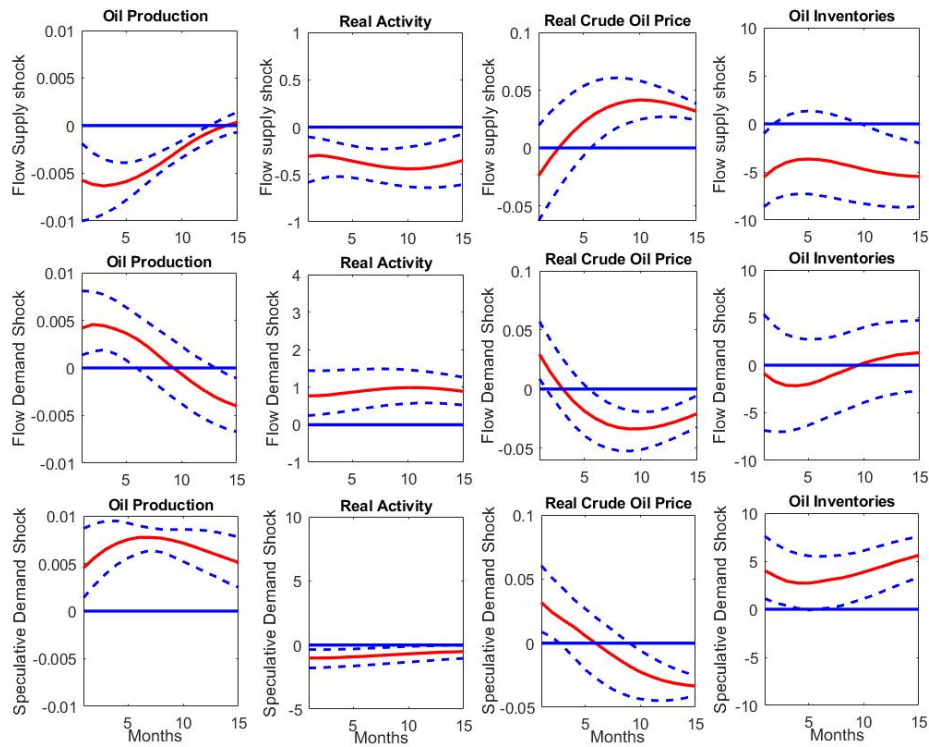 Oil Production
Flow Supply shock
0.01
0.005
0
-0.005
-0.01
5 10 15
Real Activity
Flow supply shock
1
0.5
0
-0.5
-1
5 10 15
Real Crude Oil Price
Flow supply shock
0.1
0.05
0
-0.05
5 10 15
Oil Inventories
Flow supply shock
10
5
0
-5
-10
5 10 15
Oil Production
Flow Demand Shock
0.01
0.005
0
-0.005
-0.01
5 10 15
Real Activity
Flow Demand Shock
4
3
2
1
0
-1
5 10 15
Real Crude Oil Price
Flow Demand Shock
0.1
0.05
0
-0.05
5 10 15
Oil Inventories
Flow Demand Shock
10
5
0
-5
-10
5 10 15
Oil Production
Speculative Demand Shock
0.01
0.005
0
-0.005
-0.01
5 10 15
Months
Real Activity
Speculative Demand Shock
10
5
0
-5
5 10 15
Months
Real Crude Oil Price
Speculative Demand Shock
0.1
0.05
0
-0.05
5 10 15
Months
Oil Inventories
Speculative Demand Shock
10
5
0
-5
-10
5 10 15
Months